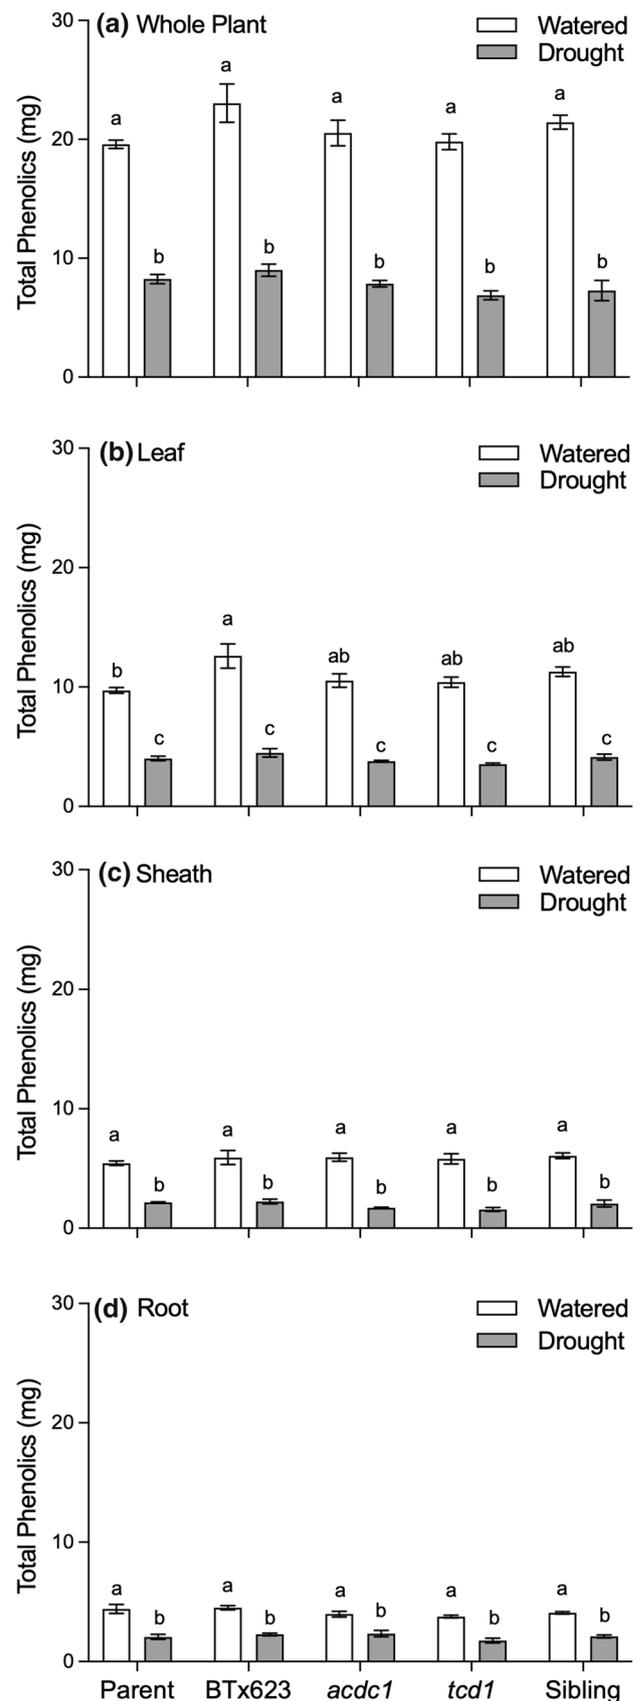 (a) Whole Plant
Watered
Drought
Total Phenolics (mg)
30
20
10
0
a
b
a
b
a
b
a
b
a
b
(b) Leaf
Watered
Drought
Total Phenolics (mg)
30
20
10
0
b
c
a
c
ab
c
ab
c
ab
c
(c) Sheath
Watered
Drought
Total Phenolics (mg)
30
20
10
0
a
b
a
b
a
b
a
b
a
b
(d) Root
Watered
Drought
Total Phenolics (mg)
30
20
10
0
a
b
a
b
a
b
a
b
a
b
Parent BTx623 acdc1 tcd1 Sibling